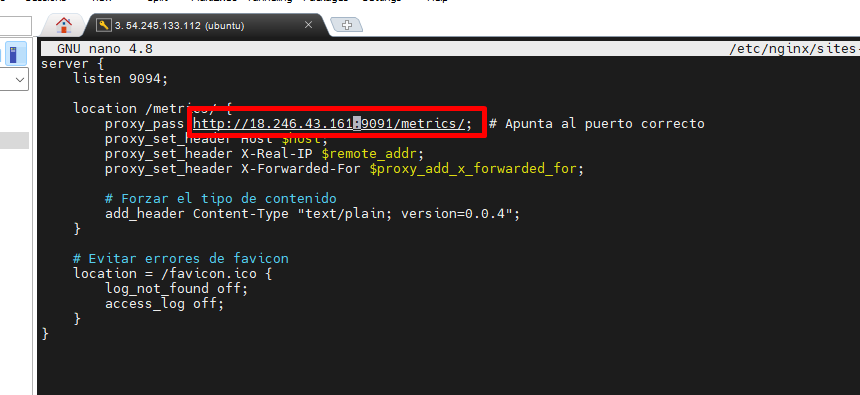 3. 54.245.133.112 (ubuntu)
GNU nano 4.8 /etc/nginx/sites-
server {
listen 9094;
location /metrics/ {
proxy_pass http://18.246.43.161:9091/metrics/; # Apunta al puerto correcto
proxy_set_header Host $host;
proxy_set_header X-Real-IP $remote_addr;
proxy_set_header X-Forwarded-For $proxy_add_x_forwarded_for;
# Forzar el tipo de contenido
add_header Content-Type "text/plain; version=0.0.4";
}
# Evitar errores de favicon
location = /favicon.ico {
log_not_found off;
access_log off;
}
}